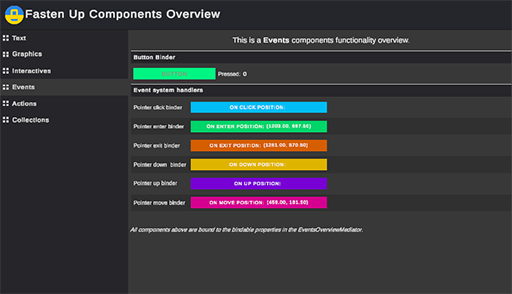 Fasten Up Components Overview
Text
Graphics
Interactives
Events
Actions
Collections
This is a Events components functionality overview.
Button Binder
BUTTON
Pressed: 0
Event system handlers
Pointer click binder
ON CLICK POSITION:
Pointer enter binder
ON ENTER POSITION: (1203.00, 667.50)
Pointer exit binder
ON EXIT POSITION: (1261.00, 670.50)
Pointer down binder
ON DOWN POSITION:
Pointer up binder
ON UP POSITION:
Pointer move binder
ON MOVE POSITION: (453.00, 181.50)
All components above are bound to the bindable properties in the EventsOverviewMediator.